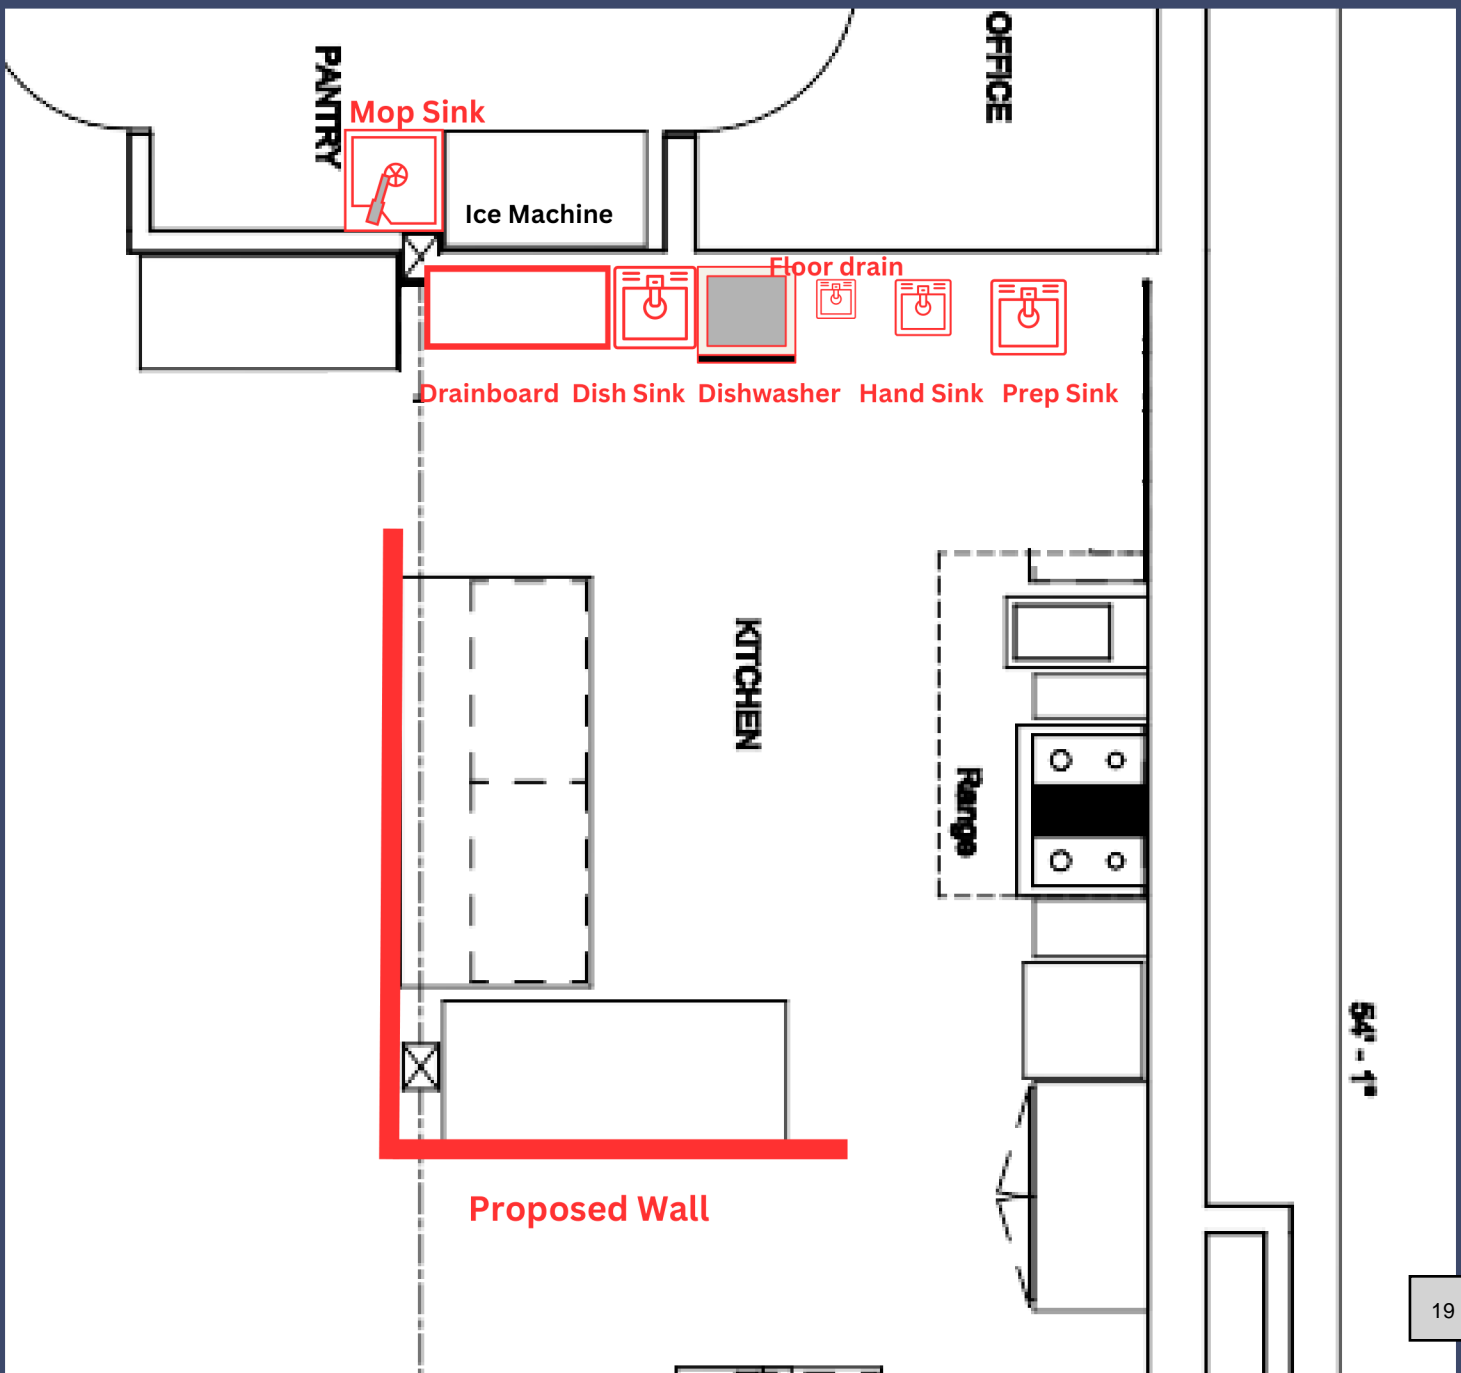 OFFICE
PANTRY
Mop Sink
Ice Machine
Floor drain
Drainboard Dish Sink Dishwasher Hand Sink Prep Sink
KITCHEN
Range
54' - 1"
Proposed Wall
19